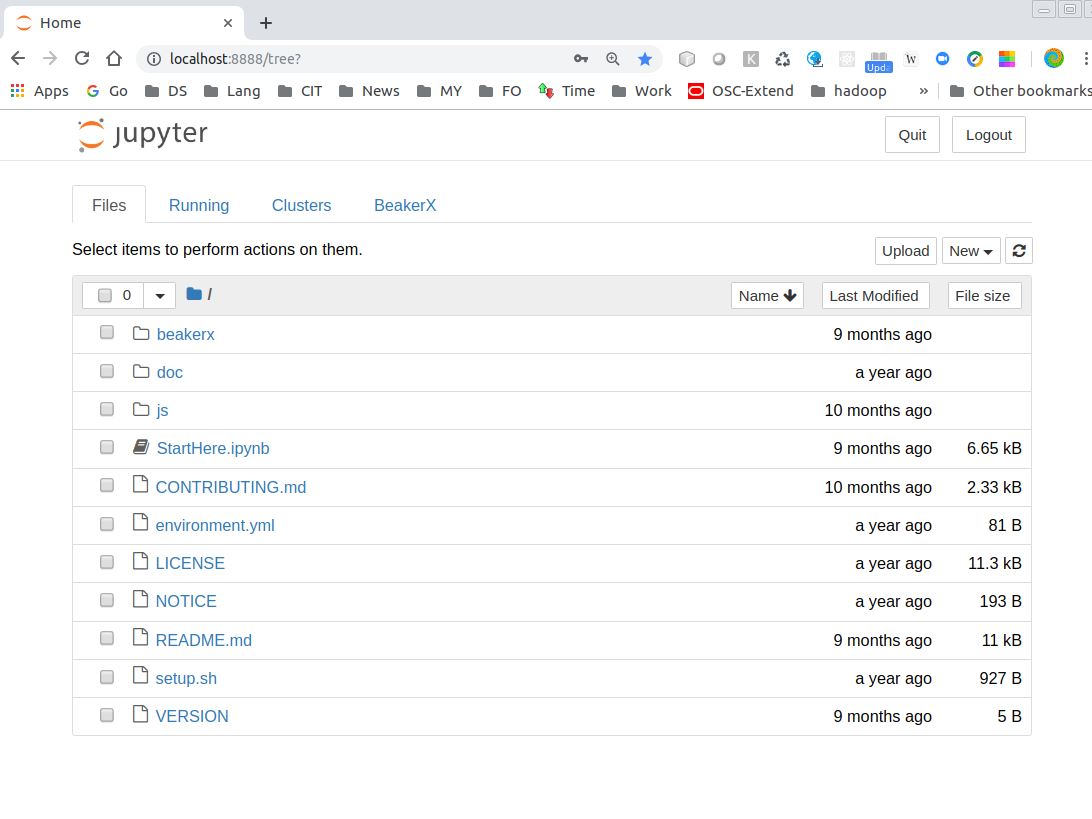 Home
localhost:8888/tree?
K
Upd:
W
Apps Go DS Lang CIT News MY FO Time Work OSC-Extend hadoop » Other bookmarks
jupyter Quit Logout
Files Running Clusters BeakerX
Select items to perform actions on them. Upload New
0 / Name Last Modified File size
beakerx 9 months ago
doc a year ago
js 10 months ago
StartHere.ipynb 9 months ago 6.65 kB
CONTRIBUTING.md 10 months ago 2.33 kB
environment.yml a year ago 81 B
LICENSE a year ago 11.3 kB
NOTICE a year ago 193 B
README.md 9 months ago 11 kB
setup.sh a year ago 927 B
VERSION 9 months ago 5 B